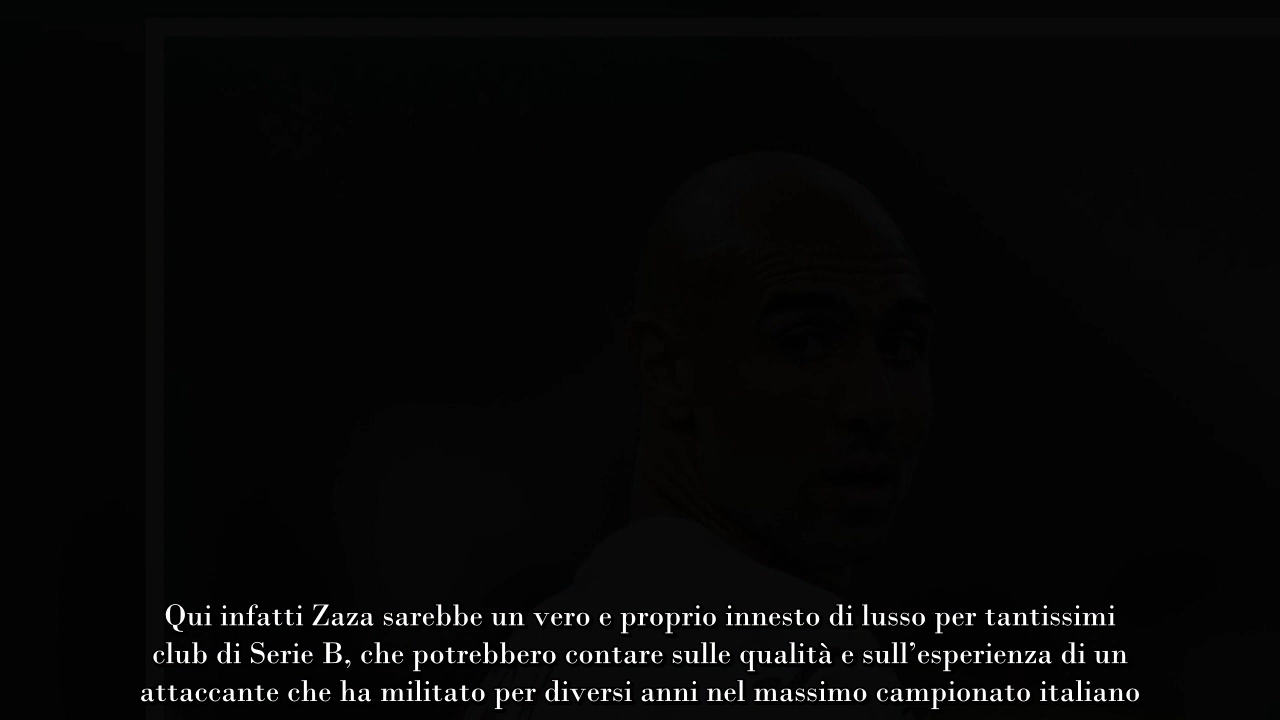 Qui infatti Zaza sarebbe un vero e proprio innesto di lusso per tantissimi
club di Serie B, che potrebbero contare sulle qualità e sull’esperienza di un
attaccante che ha militato per diversi anni nel massimo campionato italiano